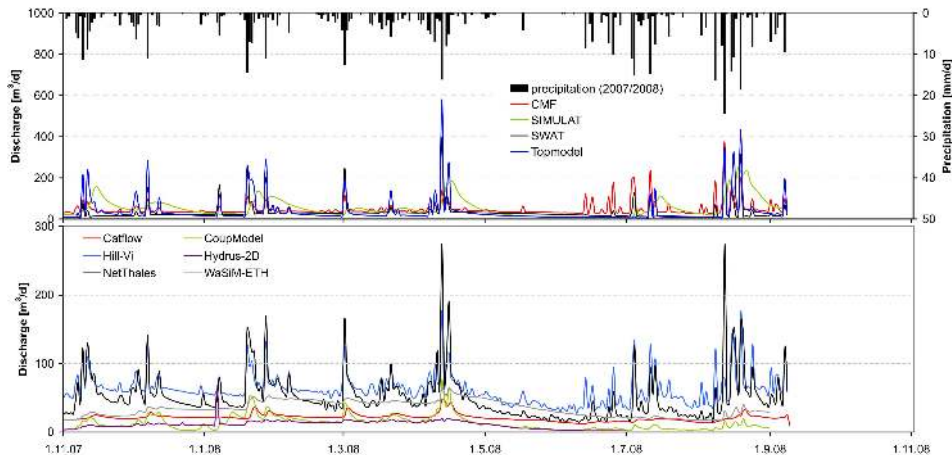 1000
800
600
400
200
0
Discharge [m³/d]
0
10
20
30
40
50
Precipitation [mm/d]
precipitation (2007/2008)
CMF
SIMULAT
SWAT
Topmodel
300
200
100
0
Discharge [m³/d]
Catflow
CoupModel
Hill-Vi
Hydrus-2D
NetThales
WaSiM-ETH
1.11.07
1.1.08
1.3.08
1.5.08
1.7.08
1.9.08
1.11.08